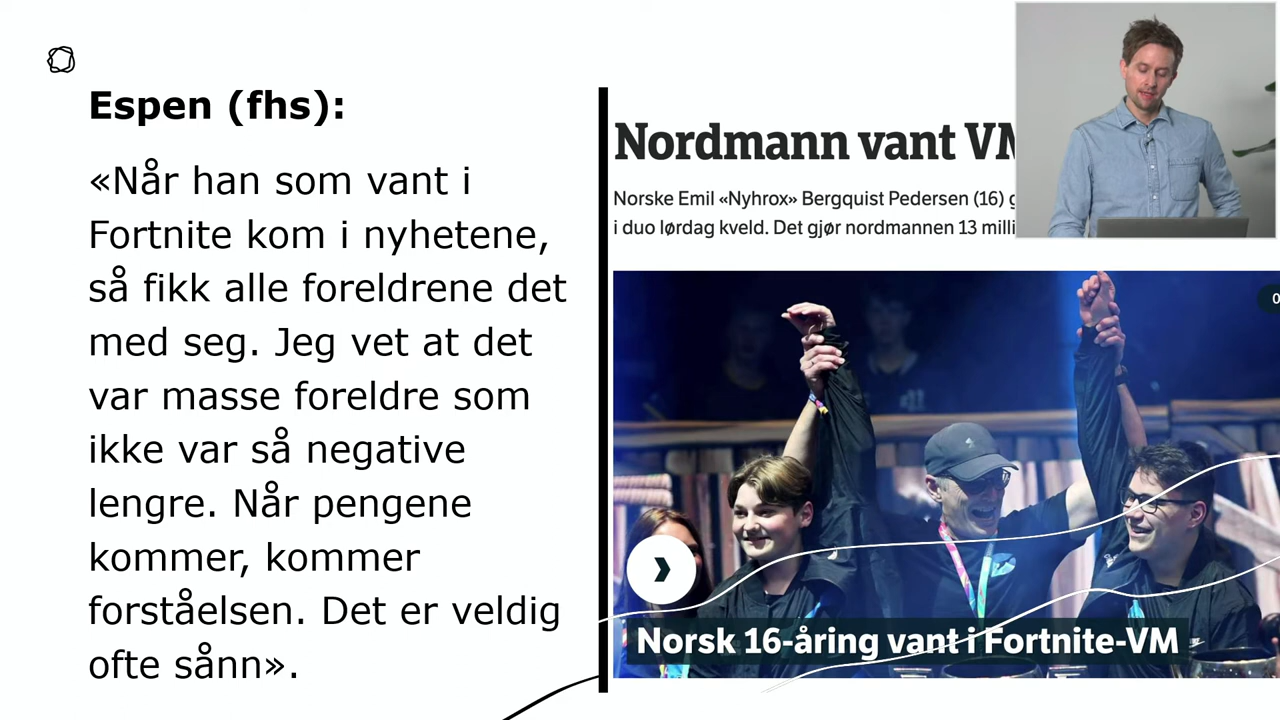 Espen (fhs):
«Når han som vant i
Fortnite kom i nyhetene,
så fikk alle foreldrene det
med seg. Jeg vet at det
var masse foreldre som
ikke var så negative
lengre. Når pengene
kommer, kommer
forståelsen. Det er veldig
ofte sånn».
Nordmann vant VM
Norske Emil «Nyhrox» Bergquist Pedersen (16)
i duo lørdag kveld. Det gjør nordmannen 13 milli
Norsk 16-åring vant i Fortnite-VM